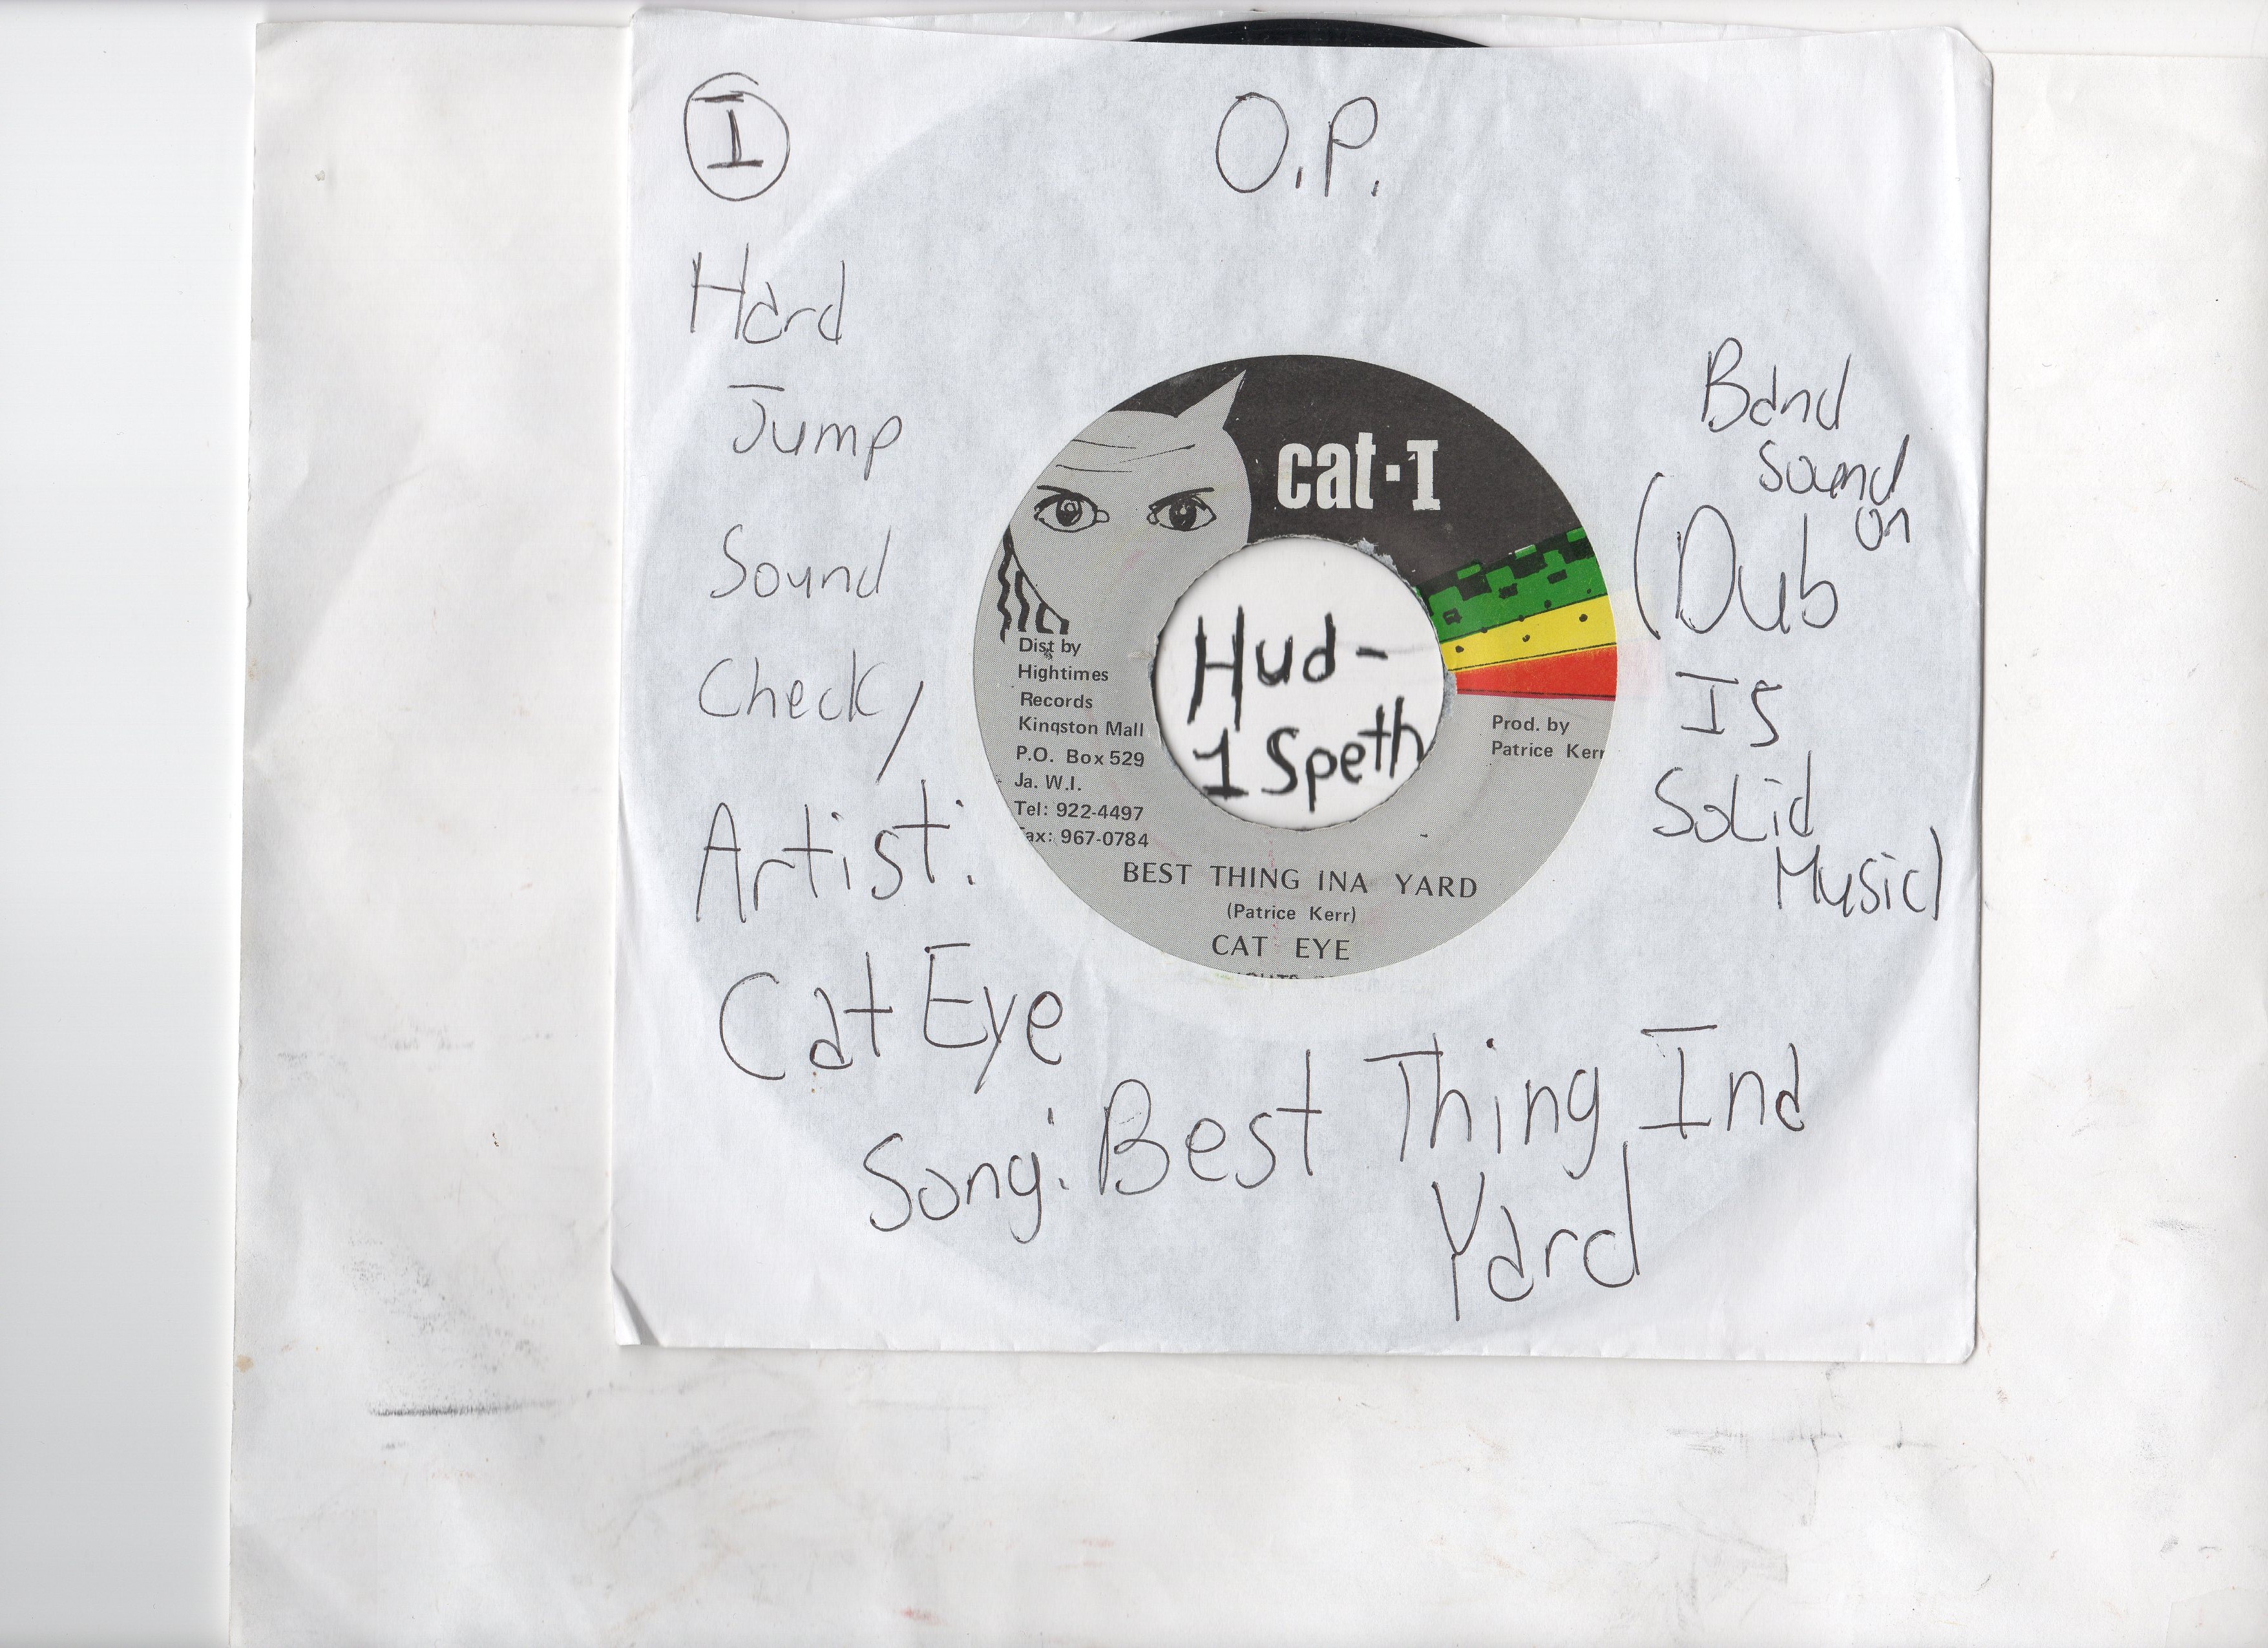 I
O.P.
Hard
Jump
Sound
Check/
Artist:
Cat Eye
Song: Best Thing Ina
Yard
Band
Sound
on
(Dub
Is
Solid
Music)
cat·I
Dist by
Hightimes
Records
Kingston Mall
P.O. Box 529
Ja. W.I.
Tel: 922-4497
Fax: 967-0784
Hud-
1 Speth
Prod. by
Patrice Kerr
BEST THING INA YARD
(Patrice Kerr)
CAT EYE